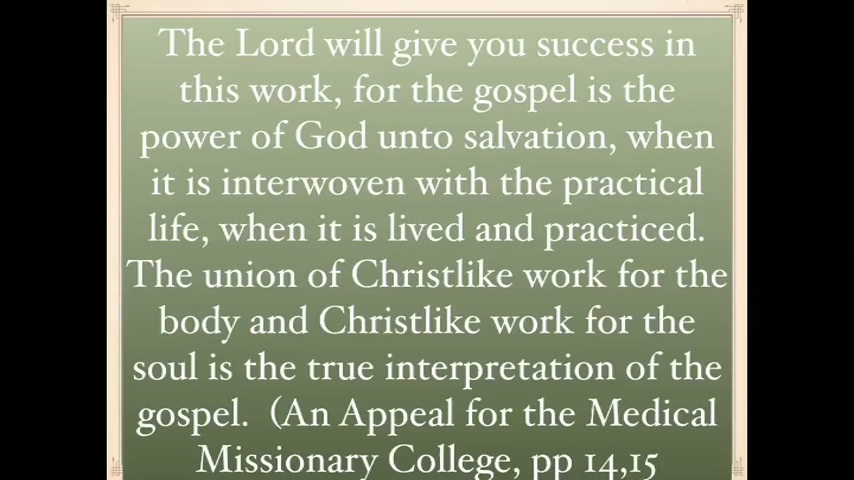 The Lord will give you success in
this work, for the gospel is the
power of God unto salvation, when
it is interwoven with the practical
life, when it is lived and practiced.
The union of Christlike work for the
body and Christlike work for the
soul is the true interpretation of the
gospel.  (An Appeal for the Medical
Missionary College, pp 14,15